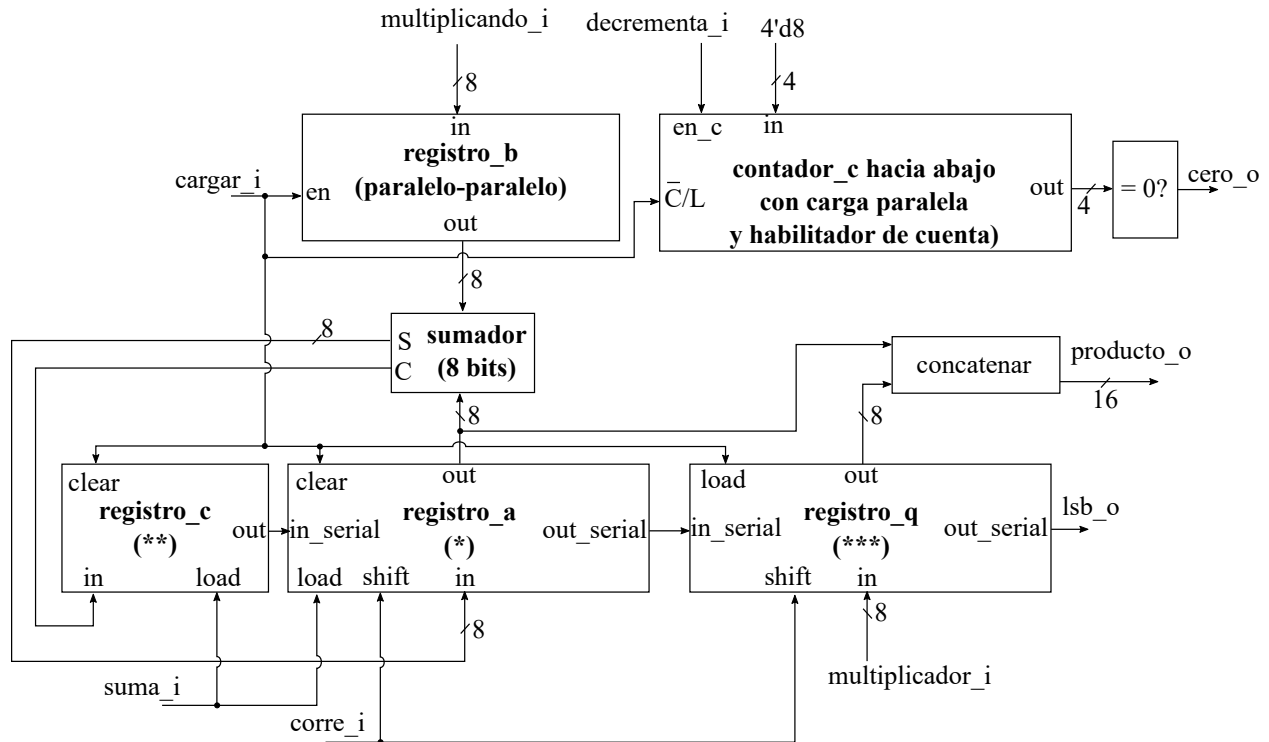 multiplicando_i
decrementa_i
4'd8
8
4
in
registro_b
(paralelo-paralelo)
en
out
cargar_i
en_c
in
contador_c hacia abajo
con carga paralela
y habilitador de cuenta)
C̅/L
out
4
= 0?
cero_o
8
8
S
C
sumador
(8 bits)
concatenar
producto_o
16
8
8
clear
registro_c
(**)
out
in
load
clear
out
in_serial
registro_a
(*)
out_serial
load
shift
in
load
out
in_serial
registro_q
(***)
out_serial
shift
in
lsb_o
8
8
suma_i
corre_i
multiplicador_i